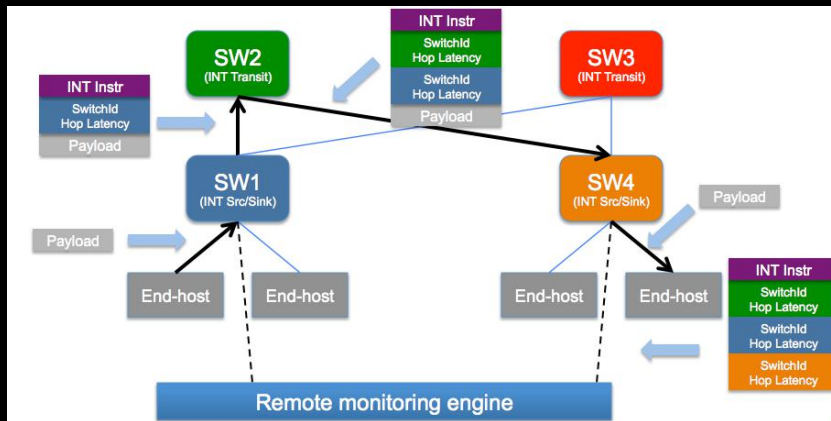 INT Instr
SwitchId
Hop Latency
SwitchId
Hop Latency
Payload
SW2
(INT Transit)
SW3
(INT Transit)
INT Instr
SwitchId
Hop Latency
Payload
SW1
(INT Src/Sink)
SW4
(INT Src/Sink)
Payload
Payload
End-host
End-host
End-host
End-host
INT Instr
SwitchId
Hop Latency
SwitchId
Hop Latency
SwitchId
Hop Latency
Remote monitoring engine